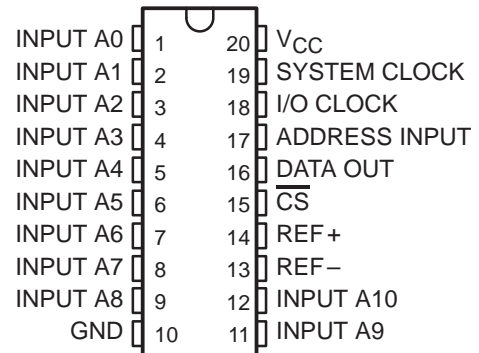 INPUT A0 1 20 VCC
INPUT A1 2 19 SYSTEM CLOCK
INPUT A2 3 18 I/O CLOCK
INPUT A3 4 17 ADDRESS INPUT
INPUT A4 5 16 DATA OUT
INPUT A5 6 15 C̅S̅
INPUT A6 7 14 REF+
INPUT A7 8 13 REF–
INPUT A8 9 12 INPUT A10
GND 10 11 INPUT A9